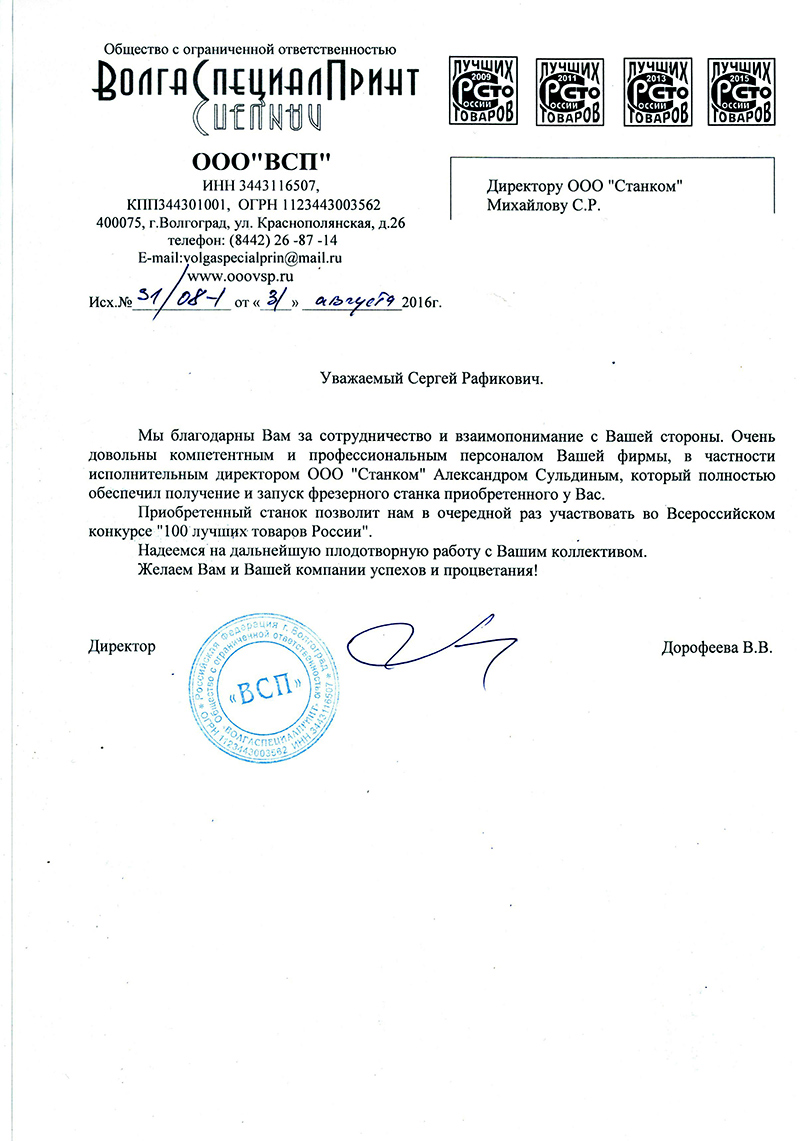 Общество с ограниченной ответственностью
ВолгаСпециалПринт
ООО"ВСП"
ИНН 3443116507,
КПП344301001, ОГРН 1123443003562
400075, г.Волгоград, ул. Краснополянская, д.26
телефон: (8442) 26 -87 -14
E-mail:volgaspecialprin@mail.ru
www.ooovsp.ru
Исх.№ 31/08-1 от « 31 » августа 2016г.
ЛУЧШИХ 2009 СТО РОССИИ ТОВАРОВ
ЛУЧШИХ 2011 СТО РОССИИ ТОВАРОВ
ЛУЧШИХ 2013 СТО РОССИИ ТОВАРОВ
ЛУЧШИХ 2015 СТО РОССИИ ТОВАРОВ
Директору ООО "Станком"
Михайлову С.Р.
Уважаемый Сергей Рафикович.
Мы благодарны Вам за сотрудничество и взаимопонимание с Вашей стороны. Очень
довольны компетентным и профессиональным персоналом Вашей фирмы, в частности
исполнительным директором ООО "Станком" Александром Сульдиным, который полностью
обеспечил получение и запуск фрезерного станка приобретенного у Вас.
Приобретенный станок позволит нам в очередной раз участвовать во Всероссийском
конкурсе "100 лучших товаров России".
Надеемся на дальнейшую плодотворную работу с Вашим коллективом.
Желаем Вам и Вашей компании успехов и процветания!
Директор
Дорофеева В.В.
Российская Федерация г. Волгоград
ОГРН 1123443003562 ИНН 3443116507
Общество с ограниченной ответственностью
«ВОЛГАСПЕЦИАЛПРИНТ»
«ВСП»